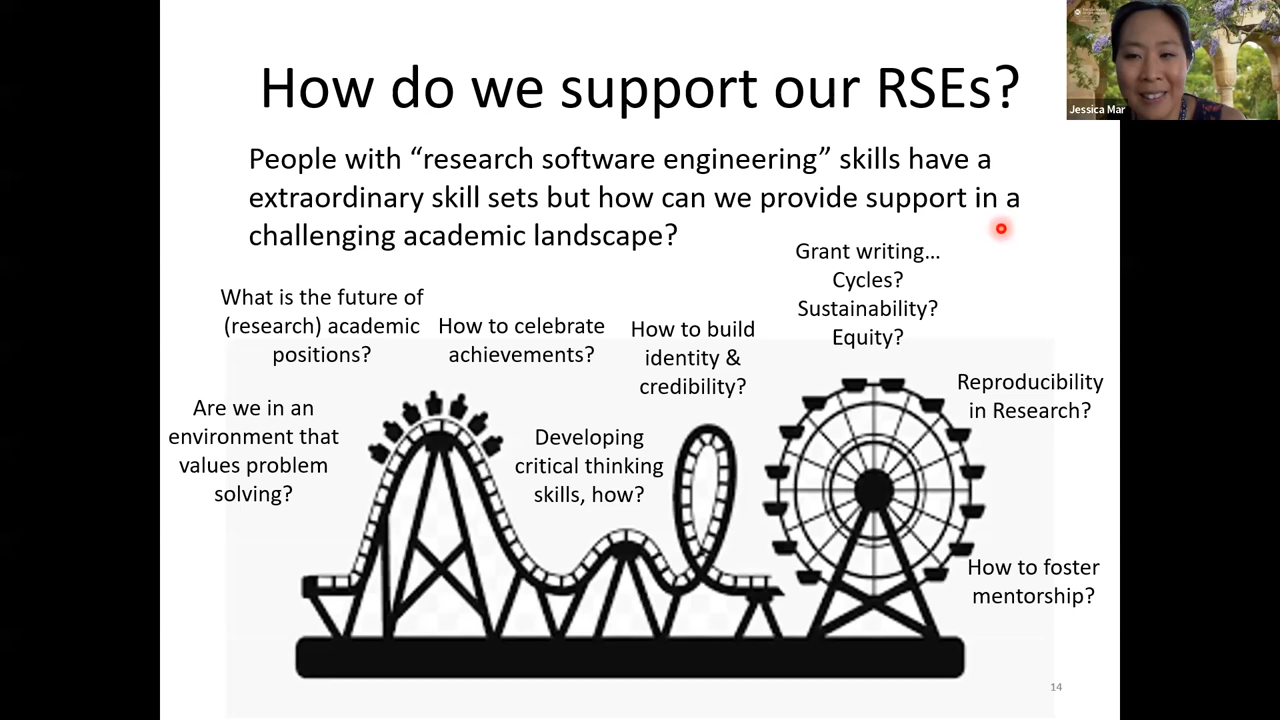 How do we support our RSEs?
People with “research software engineering” skills have a
extraordinary skill sets but how can we provide support in a
challenging academic landscape?
Grant writing…
Cycles?
Sustainability?
Equity?
What is the future of
(research) academic
positions?
How to celebrate
achievements?
How to build
identity &
credibility?
Reproducibility
in Research?
Are we in an
environment that
values problem
solving?
Developing
critical thinking
skills, how?
How to foster
mentorship?
14
Jessica Mar